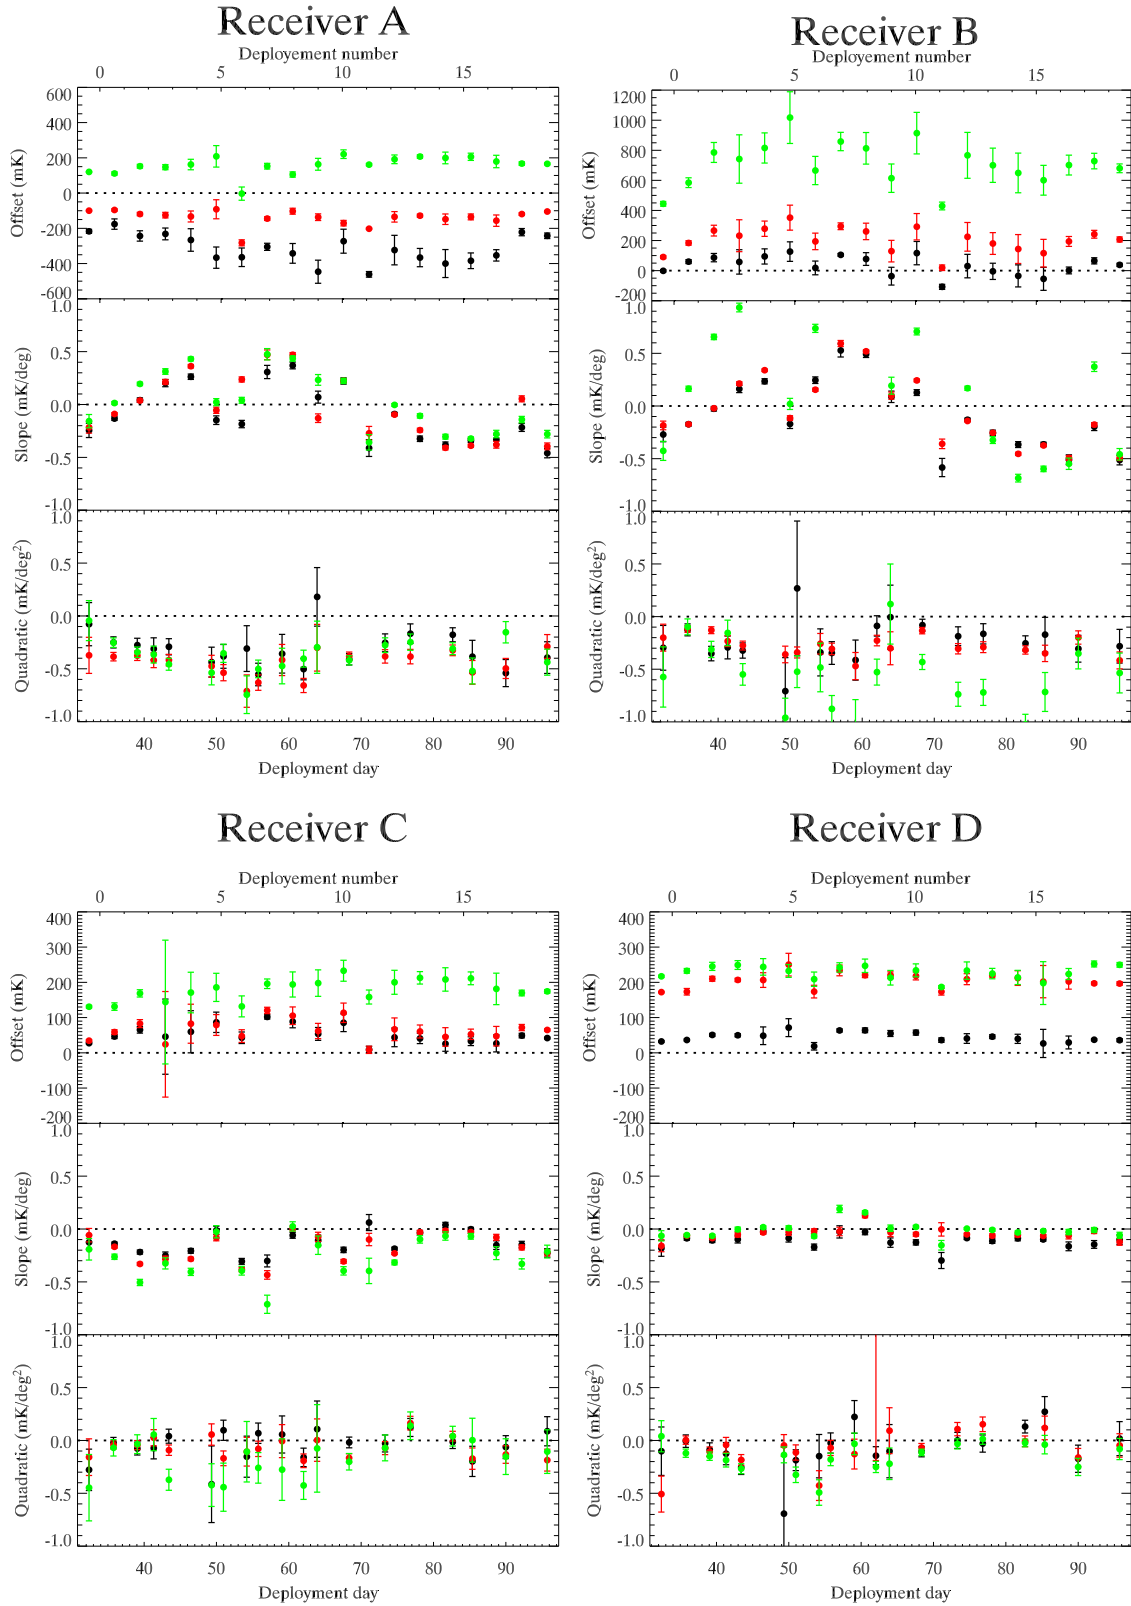 Receiver A
Deployement number
0 5 10 15
600
400
200
0
-200
-400
-600
Offset (mK)
1.0
0.5
0.0
-0.5
-1.0
Slope (mK/deg)
1.0
0.5
0.0
-0.5
-1.0
Quadratic (mK/deg²)
40 50 60 70 80 90
Deployment day
Receiver B
Deployement number
0 5 10 15
1200
1000
800
600
400
200
0
-200
Offset (mK)
1.0
0.5
0.0
-0.5
-1.0
Slope (mK/deg)
1.0
0.5
0.0
-0.5
-1.0
Quadratic (mK/deg²)
40 50 60 70 80 90
Deployment day
Receiver C
Deployement number
0 5 10 15
400
300
200
100
0
-100
-200
Offset (mK)
1.0
0.5
0.0
-0.5
-1.0
Slope (mK/deg)
1.0
0.5
0.0
-0.5
-1.0
Quadratic (mK/deg²)
40 50 60 70 80 90
Deployment day
Receiver D
Deployement number
0 5 10 15
400
300
200
100
0
-100
-200
Offset (mK)
1.0
0.5
0.0
-0.5
-1.0
Slope (mK/deg)
1.0
0.5
0.0
-0.5
-1.0
Quadratic (mK/deg²)
40 50 60 70 80 90
Deployment day